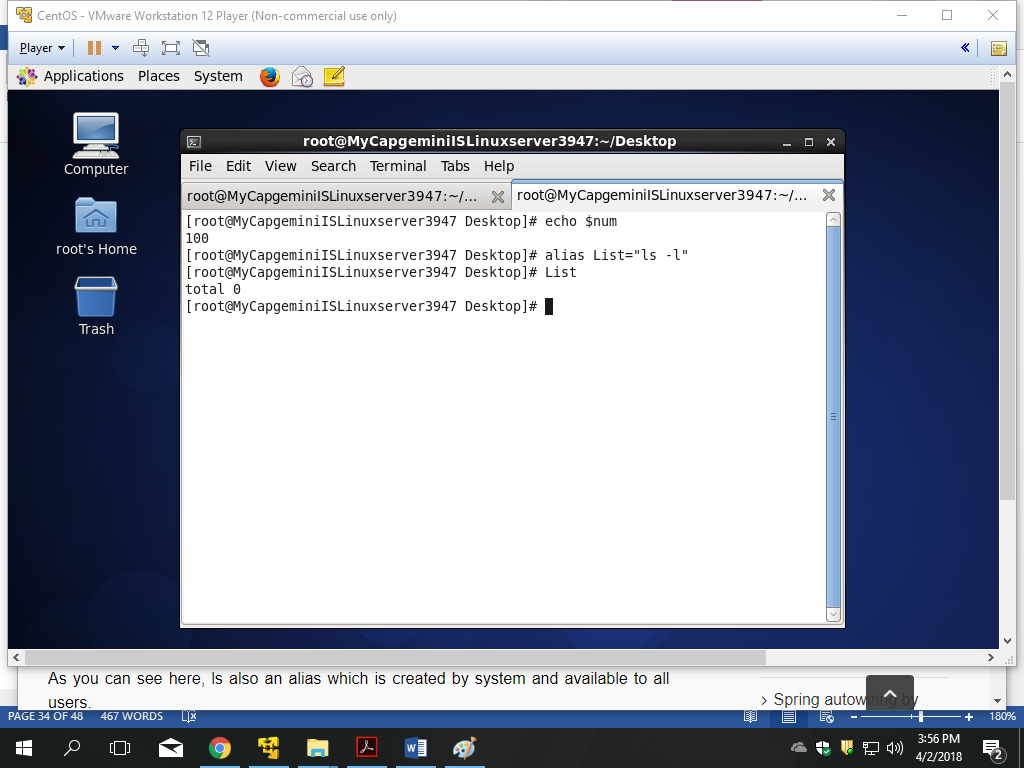 CentOS - VMware Workstation 12 Player (Non-commercial use only)
Player
Applications Places System
Computer
root's Home
Trash
root@MyCapgeminiISLinuxserver3947:~/Desktop
File Edit View Search Terminal Tabs Help
root@MyCapgeminiISLinuxserver3947:~/... root@MyCapgeminiISLinuxserver3947:~/...
[root@MyCapgeminiISLinuxserver3947 Desktop]# echo $num
100
[root@MyCapgeminiISLinuxserver3947 Desktop]# alias List="ls -l"
[root@MyCapgeminiISLinuxserver3947 Desktop]# List
total 0
[root@MyCapgeminiISLinuxserver3947 Desktop]#
As you can see here, ls also an alias which is created by system and available to all
users.
> Spring autowiring by
PAGE 34 OF 48 467 WORDS
180%
3:56 PM
4/2/2018
2